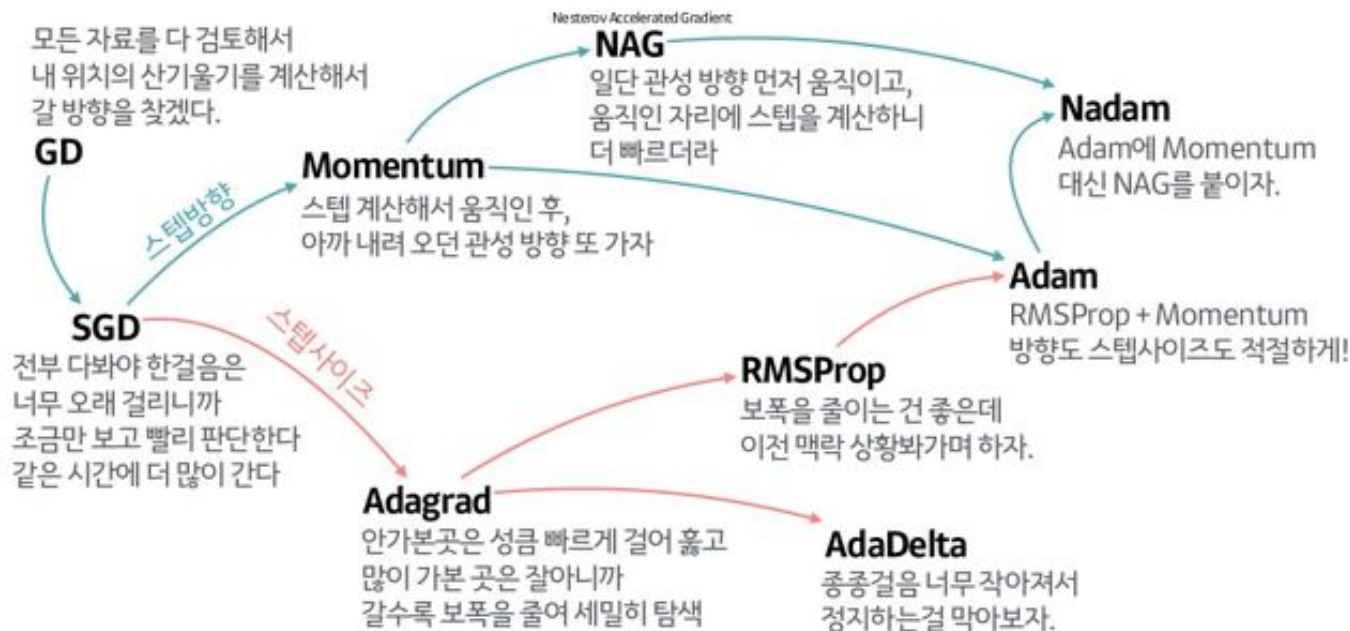 모든 자료를 다 검토해서
내 위치의 산기울기를 계산해서
갈 방향을 찾겠다.
GD
스텝방향
SGD
전부 다봐야 한걸음은
너무 오래 걸리니까
조금만 보고 빨리 판단한다
같은 시간에 더 많이 간다
Momentum
스텝 계산해서 움직인 후,
아까 내려 오던 관성 방향 또 가자
Nesterov Accelerated Gradient
NAG
일단 관성 방향 먼저 움직이고,
움직인 자리에 스텝을 계산하니
더 빠르더라
Nadam
Adam에 Momentum
대신 NAG를 붙이자.
Adam
RMSProp + Momentum
방향도 스텝사이즈도 적절하게!
스텝사이즈
RMSProp
보폭을 줄이는 건 좋은데
이전 맥락 상황봐가며 하자.
Adagrad
안가본곳은 성큼 빠르게 걸어 훓고
많이 가본 곳은 잘아니까
갈수록 보폭을 줄여 세밀히 탐색
AdaDelta
종종걸음 너무 작아져서
정지하는걸 막아보자.